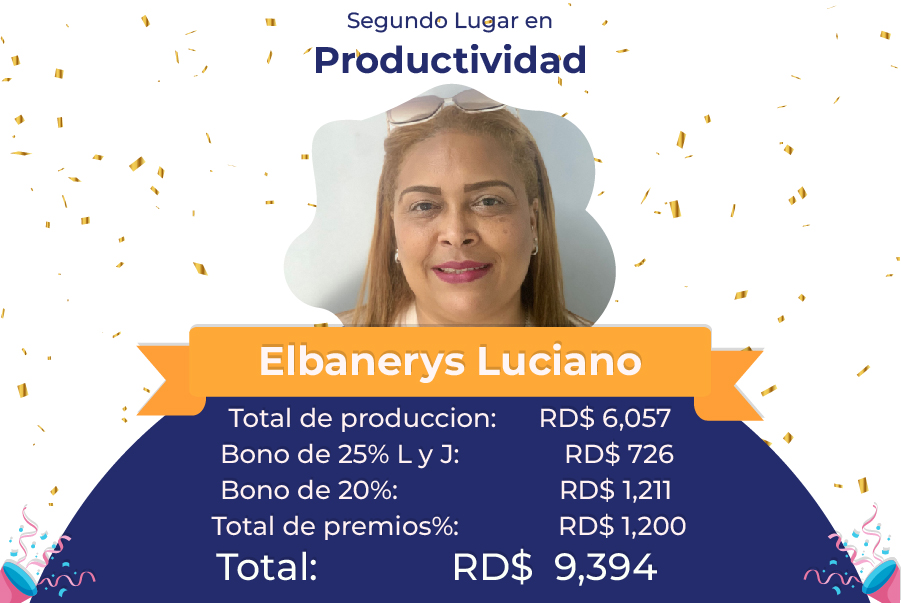 Segundo Lugar en
Productividad
Elbanerys Luciano
Total de produccion: RD$ 6,057
Bono de 25% L y J: RD$ 726
Bono de 20%: RD$ 1,211
Total de premios%: RD$ 1,200
Total: RD$ 9,394